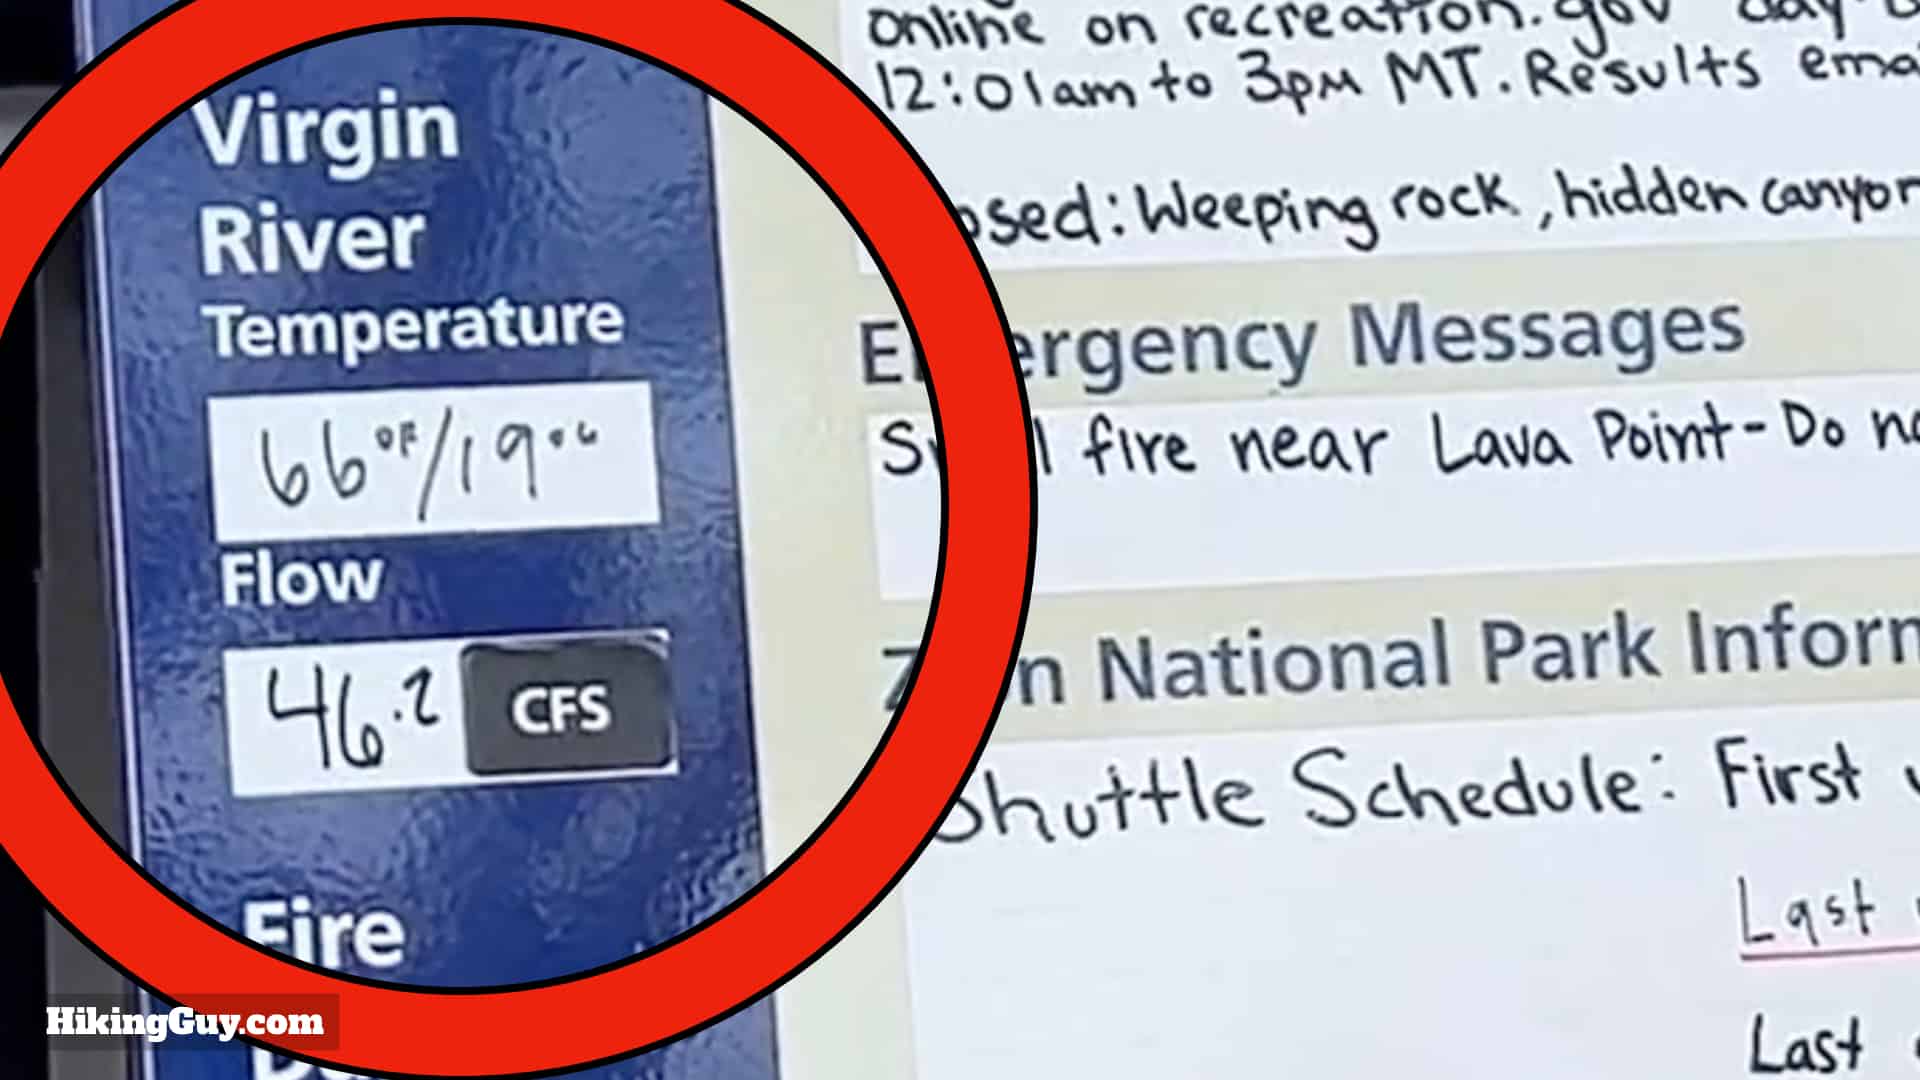 Virgin
River
Temperature
66°F/19°C
Flow
46.2 CFS
Fire
online on recreation.gov day
12:01am to 3pm MT. Results
Weeping rock, hidden canyon
Messages
fire near Lava Point - Do
National Park
Shuttle Schedule: First
Last
Last
HikingGuy.com